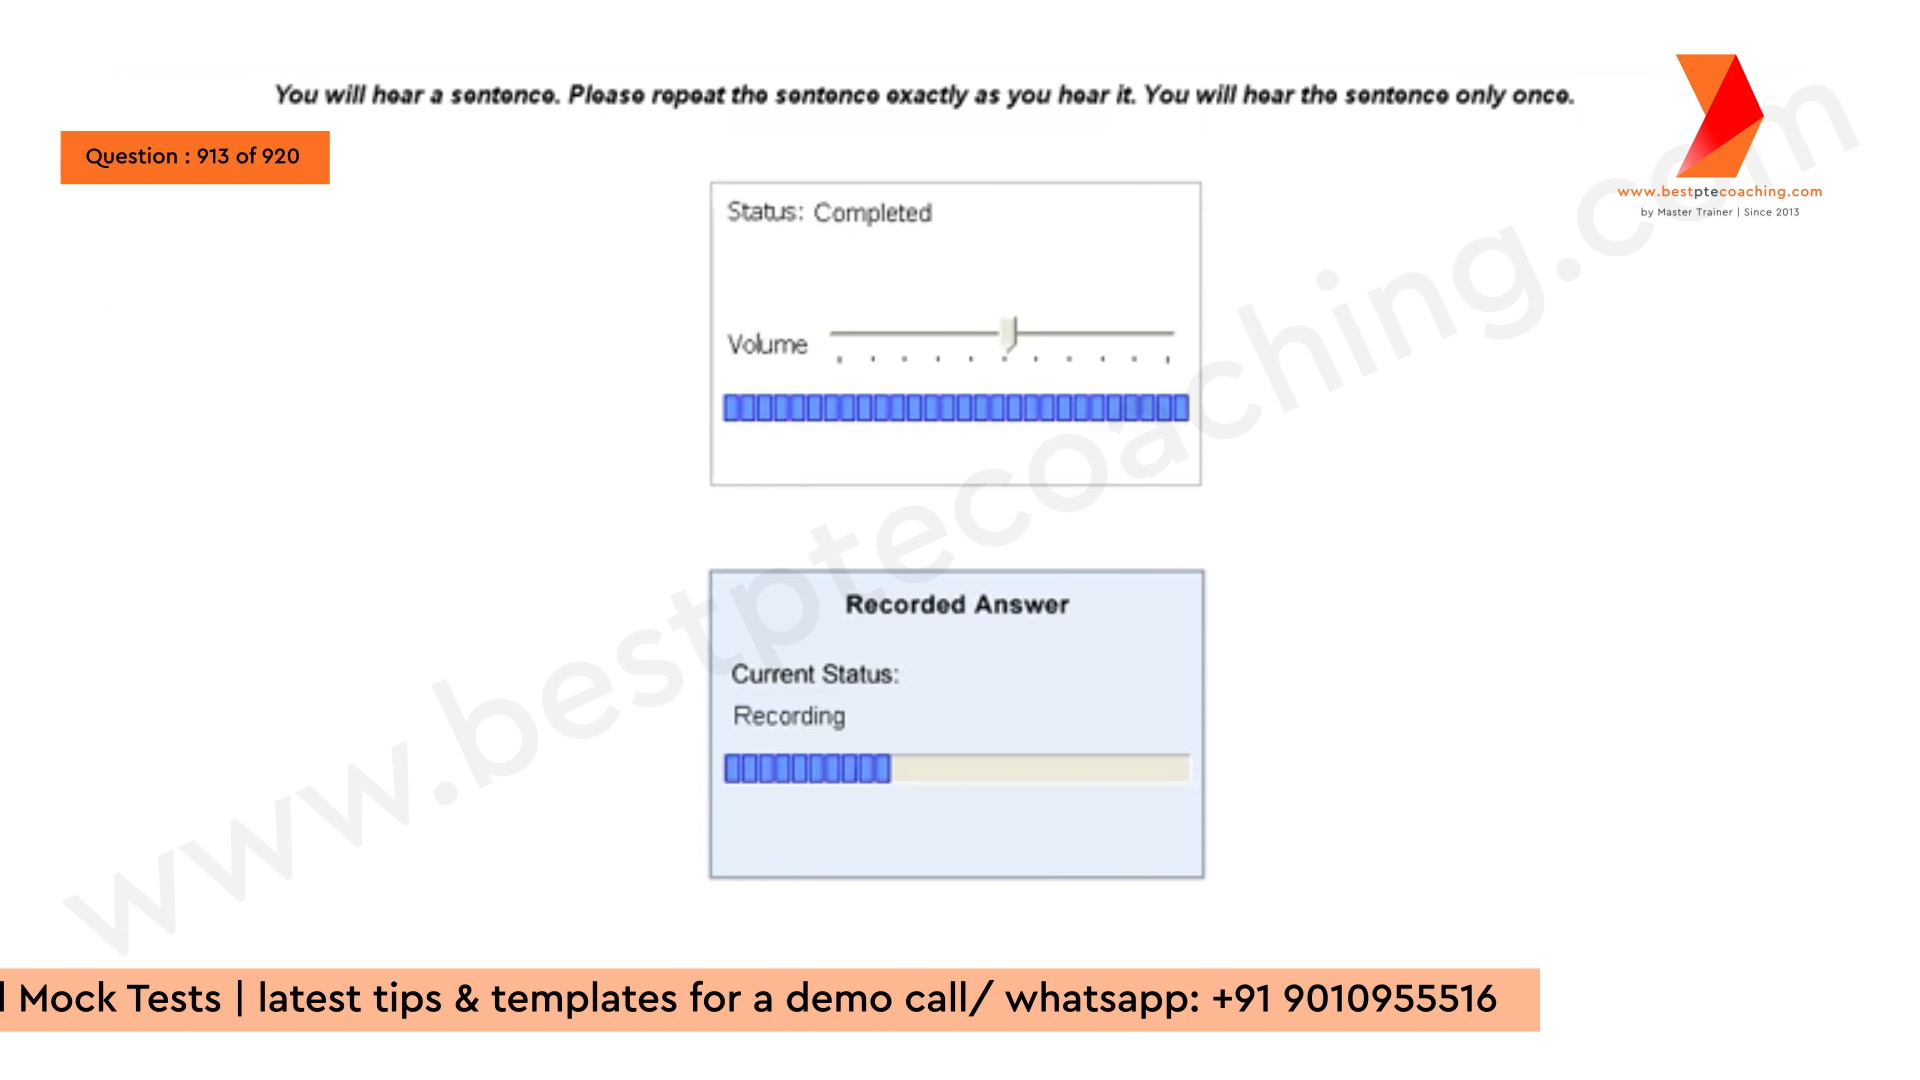 You will hear a sentence. Please repeat the sentence exactly as you hear it. You will hear the sentence only once.
Question : 913 of 920
www.bestptecoaching.com
by Master Trainer | Since 2013
Status: Completed
Volume
www.bestptecoaching.com
Recorded Answer
Current Status:
Recording
Mock Tests | latest tips & templates for a demo call/ whatsapp: +91 9010955516